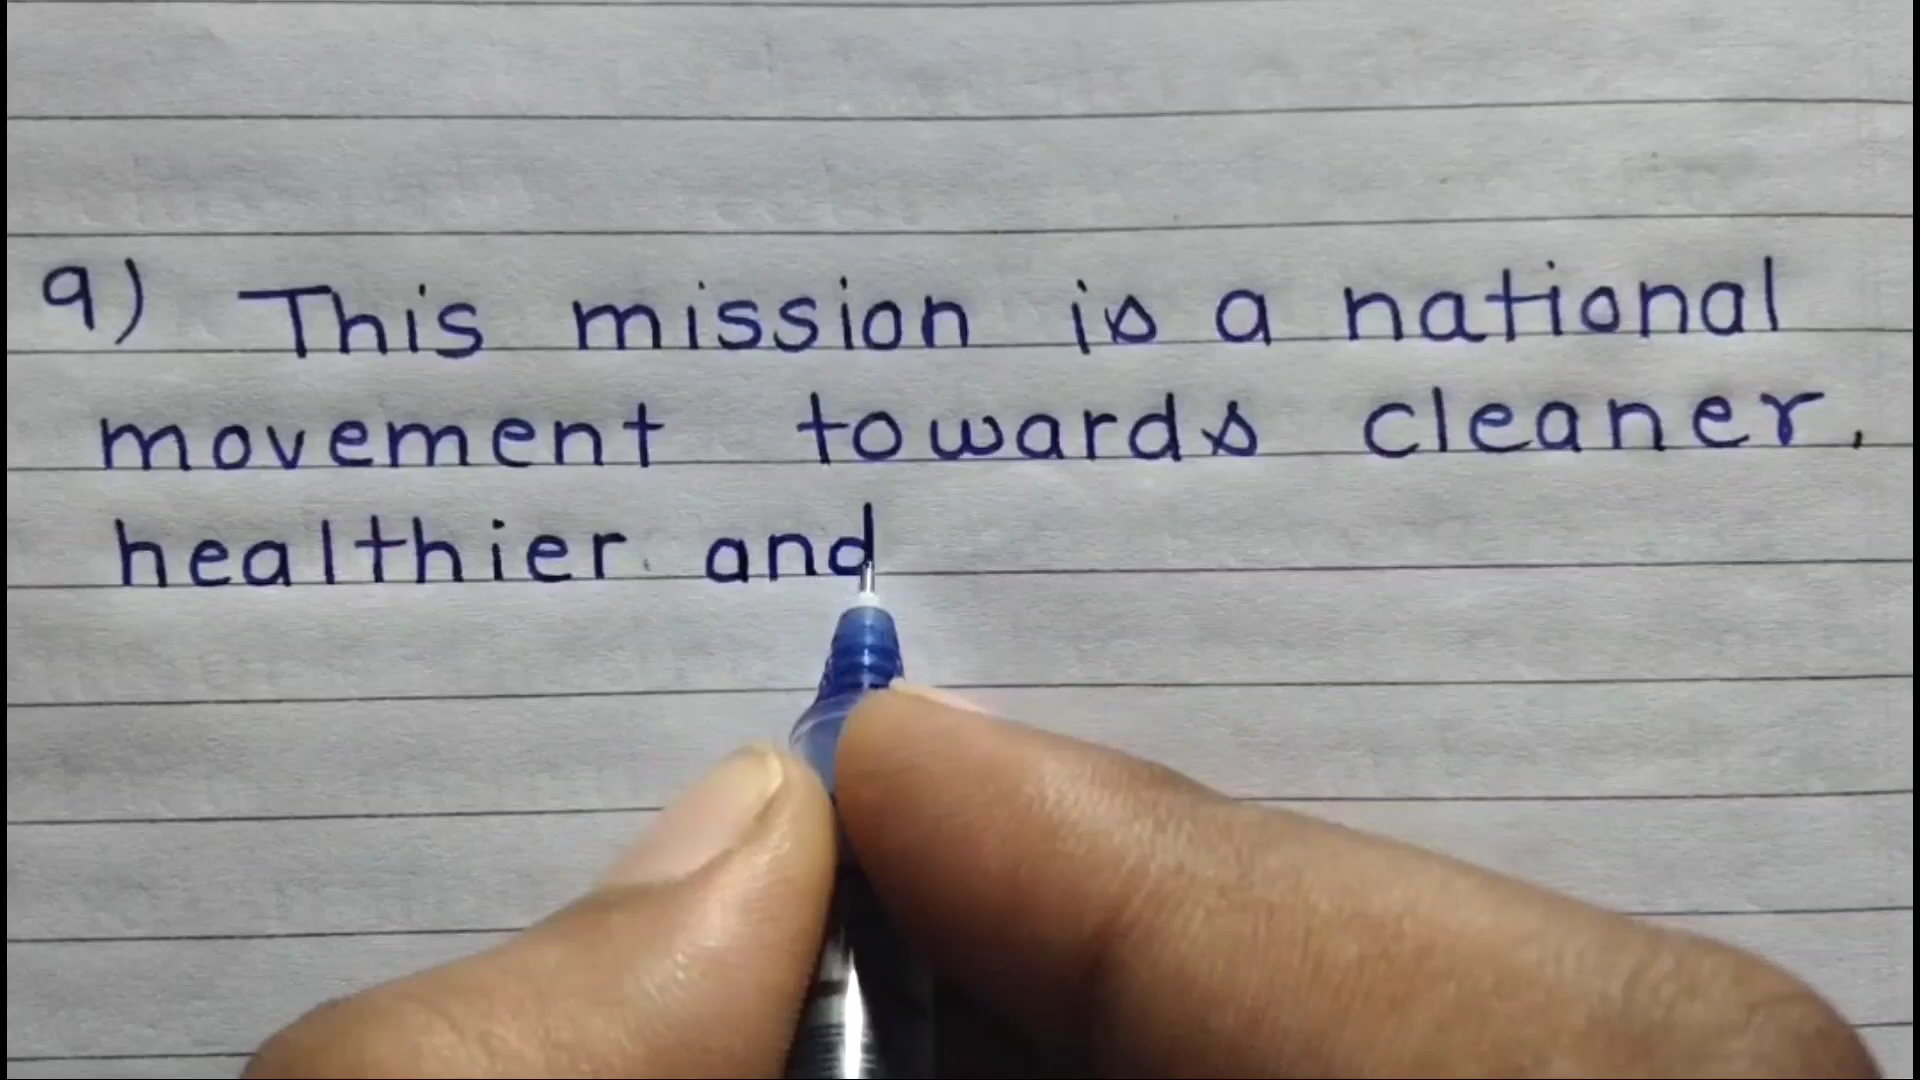 9) This mission is a national
movement towards cleaner,
healthier and